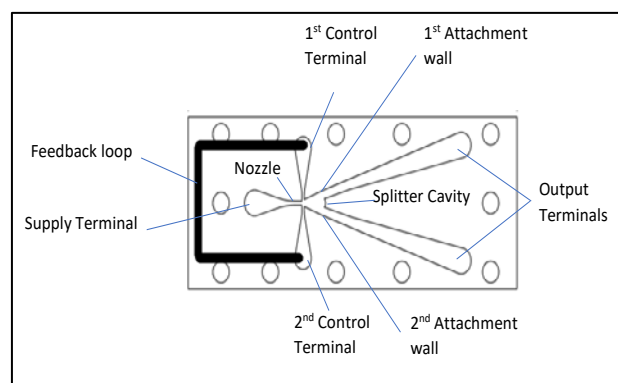 1st Control
Terminal
1st Attachment
wall
Feedback loop
Nozzle
Splitter Cavity
Output
Terminals
Supply Terminal
2nd Control
Terminal
2nd Attachment
wall